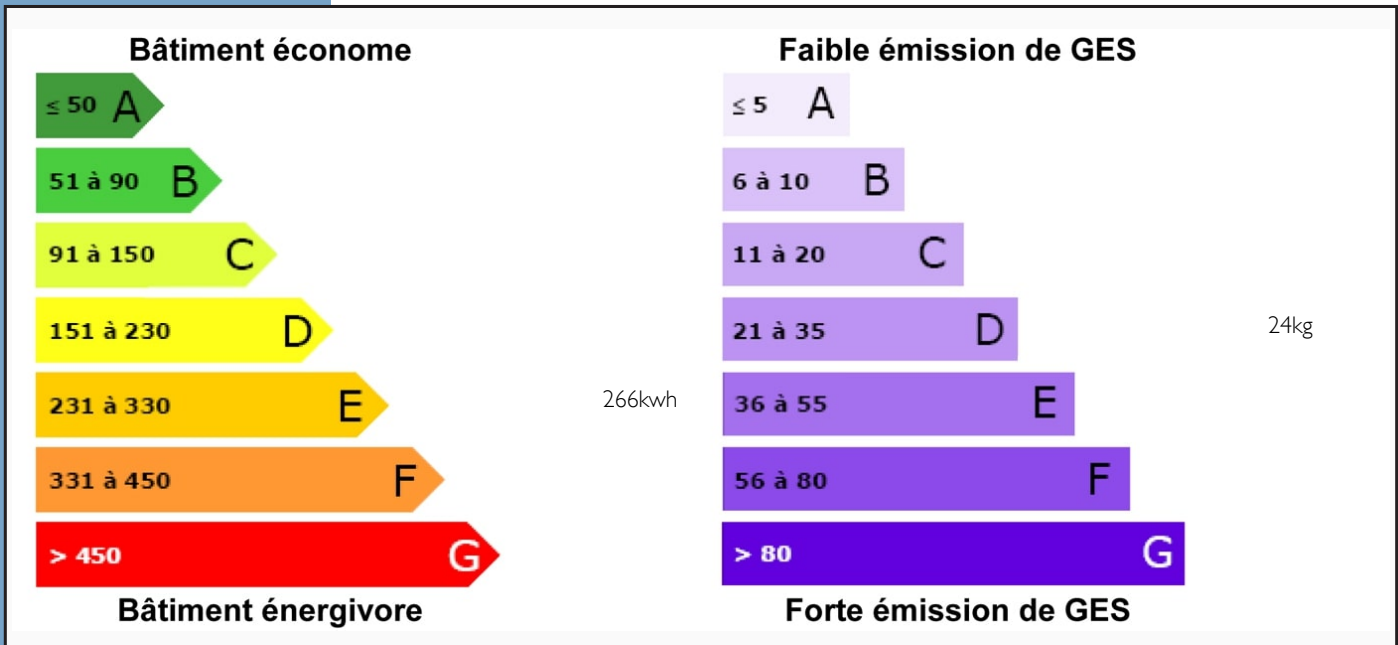 Bâtiment économe
≤ 50 A
51 à 90 B
91 à 150 C
151 à 230 D
231 à 330 E
266kwh
331 à 450 F
> 450 G
Bâtiment énergivore
Faible émission de GES
≤ 5 A
6 à 10 B
11 à 20 C
21 à 35 D
24kg
36 à 55 E
56 à 80 F
> 80 G
Forte émission de GES